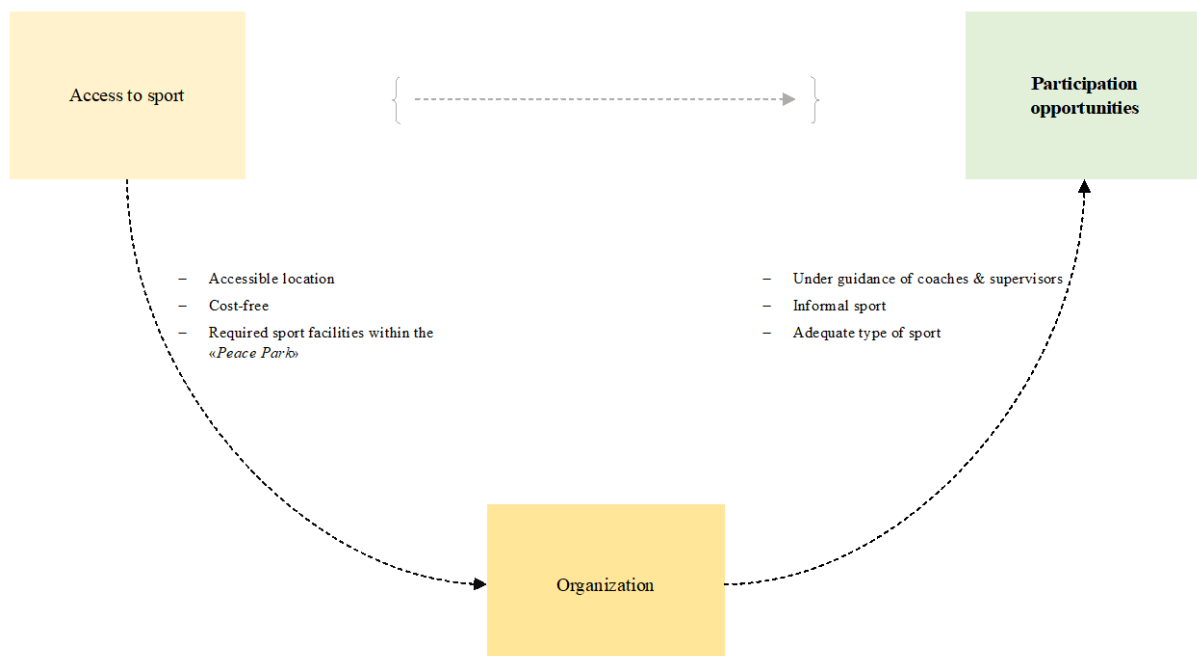 Access to sport
Participation
opportunities
– Accessible location
– Cost-free
– Required sport facilities within the
«Peace Park»
– Under guidance of coaches & supervisors
– Informal sport
– Adequate type of sport
Organization